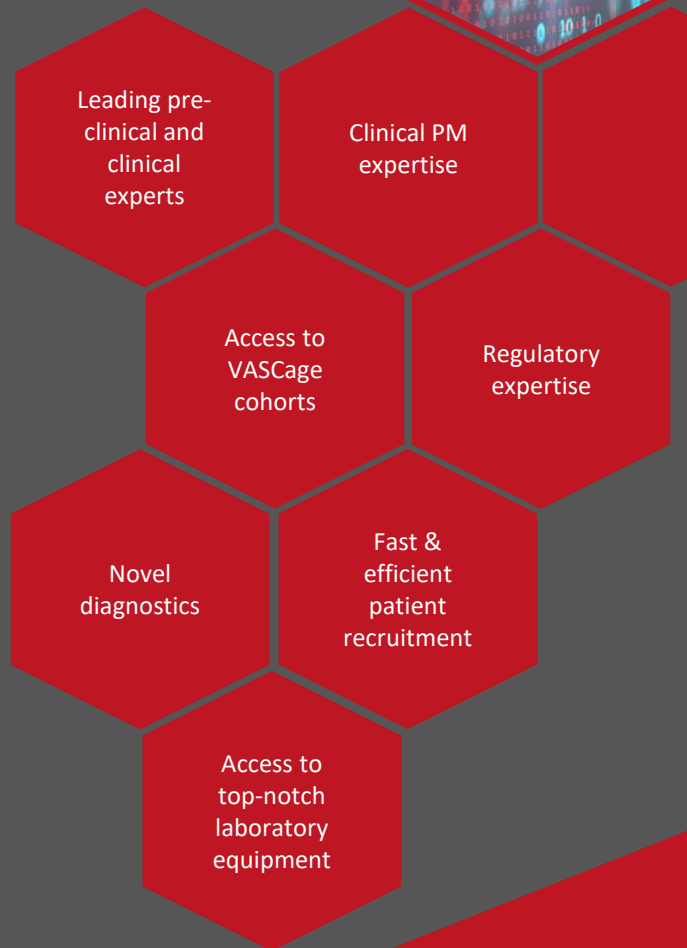 Leading pre-
clinical and
clinical
experts
Clinical PM
expertise
Access to
VASCage
cohorts
Regulatory
expertise
Novel
diagnostics
Fast &
efficient
patient
recruitment
Access to
top-notch
laboratory
equipment